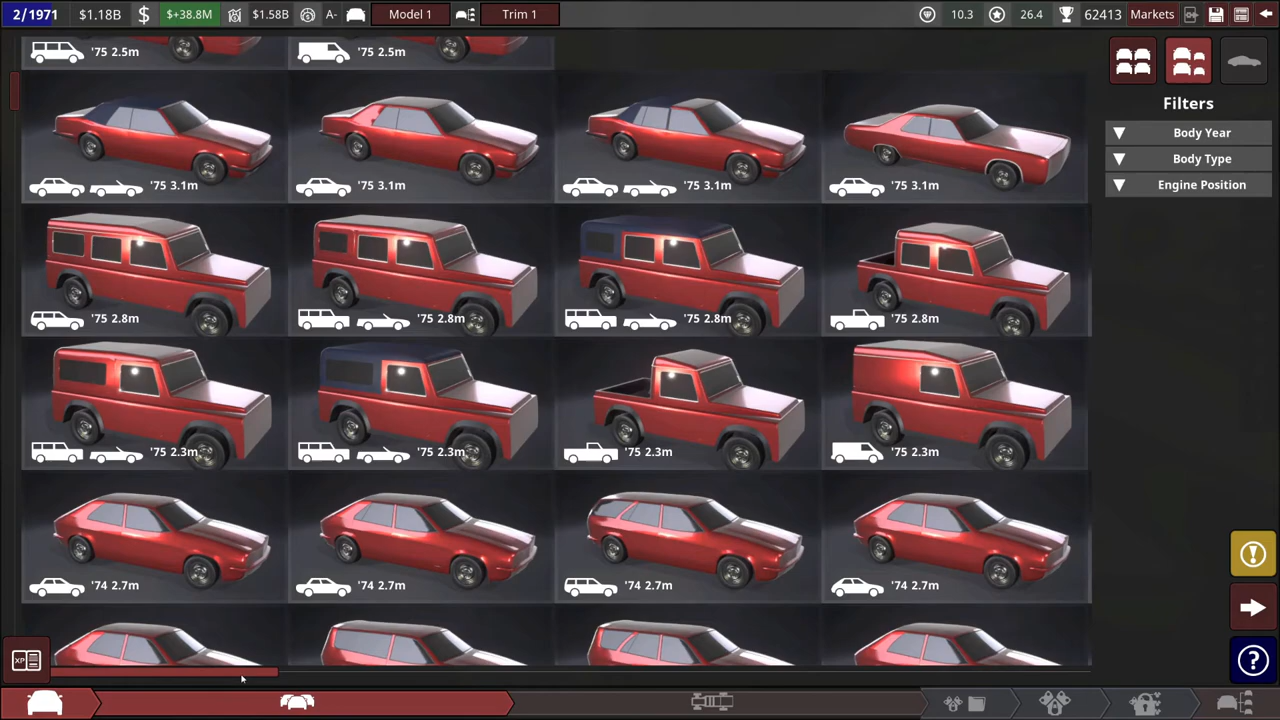 2/1971 $1.18B $ $+38.8M $1.58B A- Model 1 Trim 1 10.3 26.4 62413 Markets
'75 2.5m '75 2.5m
Filters
Body Year
Body Type
Engine Position
'75 3.1m '75 3.1m '75 3.1m '75 3.1m
'75 2.8m '75 2.8m '75 2.8m '75 2.8m
'75 2.3m '75 2.3m '75 2.3m '75 2.3m
'74 2.7m '74 2.7m '74 2.7m '74 2.7m
XP